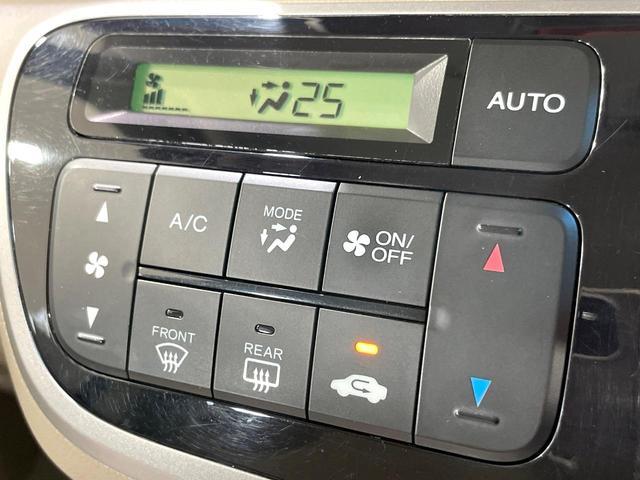 25
AUTO
A/C
MODE
ON/
OFF
FRONT
REAR